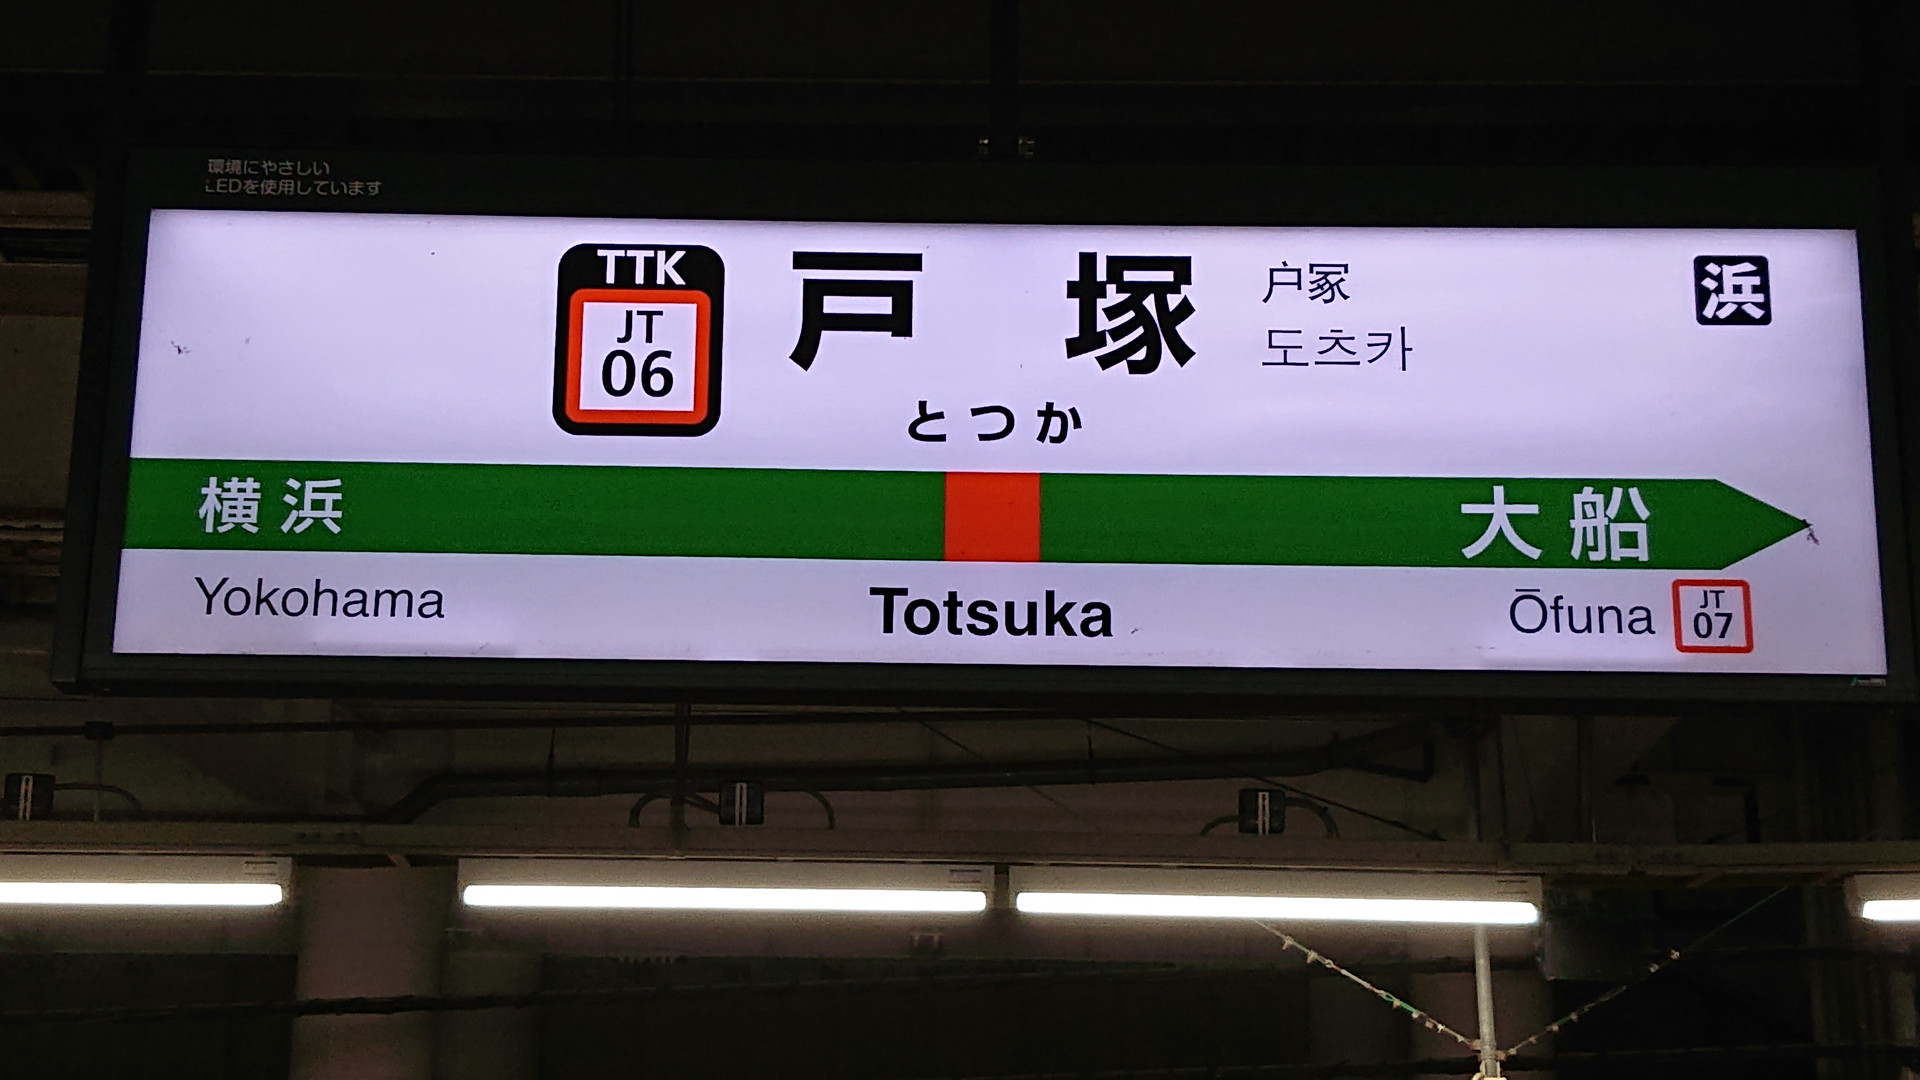 環境にやさしい
LEDを使用しています
TTK
JT
06
戸塚
户冢
도츠카
浜
とつか
横浜
大船
Yokohama
Totsuka
Ōfuna
JT
07